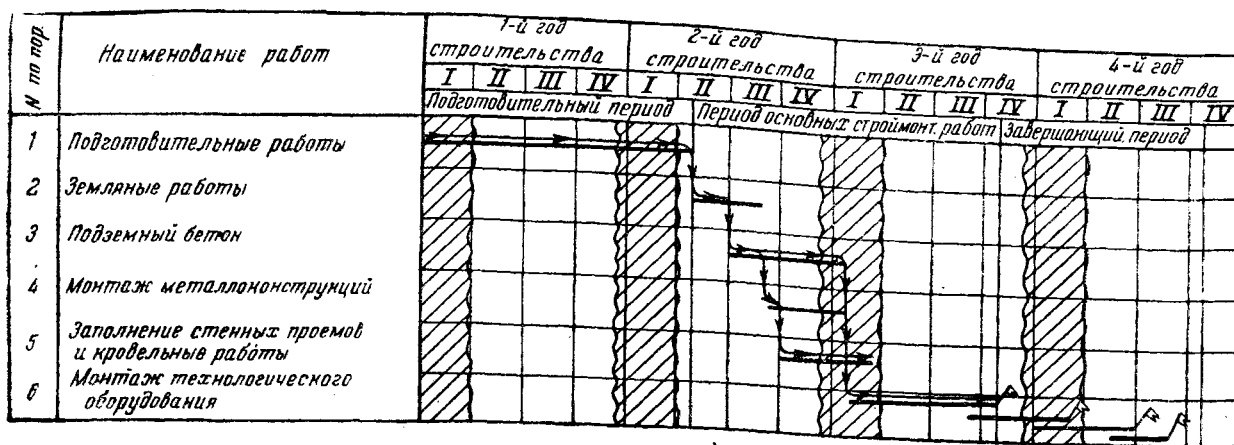 N по пор.
Наименование работ
1-й год
строительства
2-й год
строительства
3-й год
строительства
4-й год
строительства
I II III IV I II III IV I II III IV I II III IV
Подготовительный период Период основных строймонт. работ Завершающий период
1 Подготовительные работы
2 Земляные работы
3 Подземный бетон
4 Монтаж металлоконструкций
5 Заполнение стенных проемов
и кровельные работы
6 Монтаж технологического
оборудования